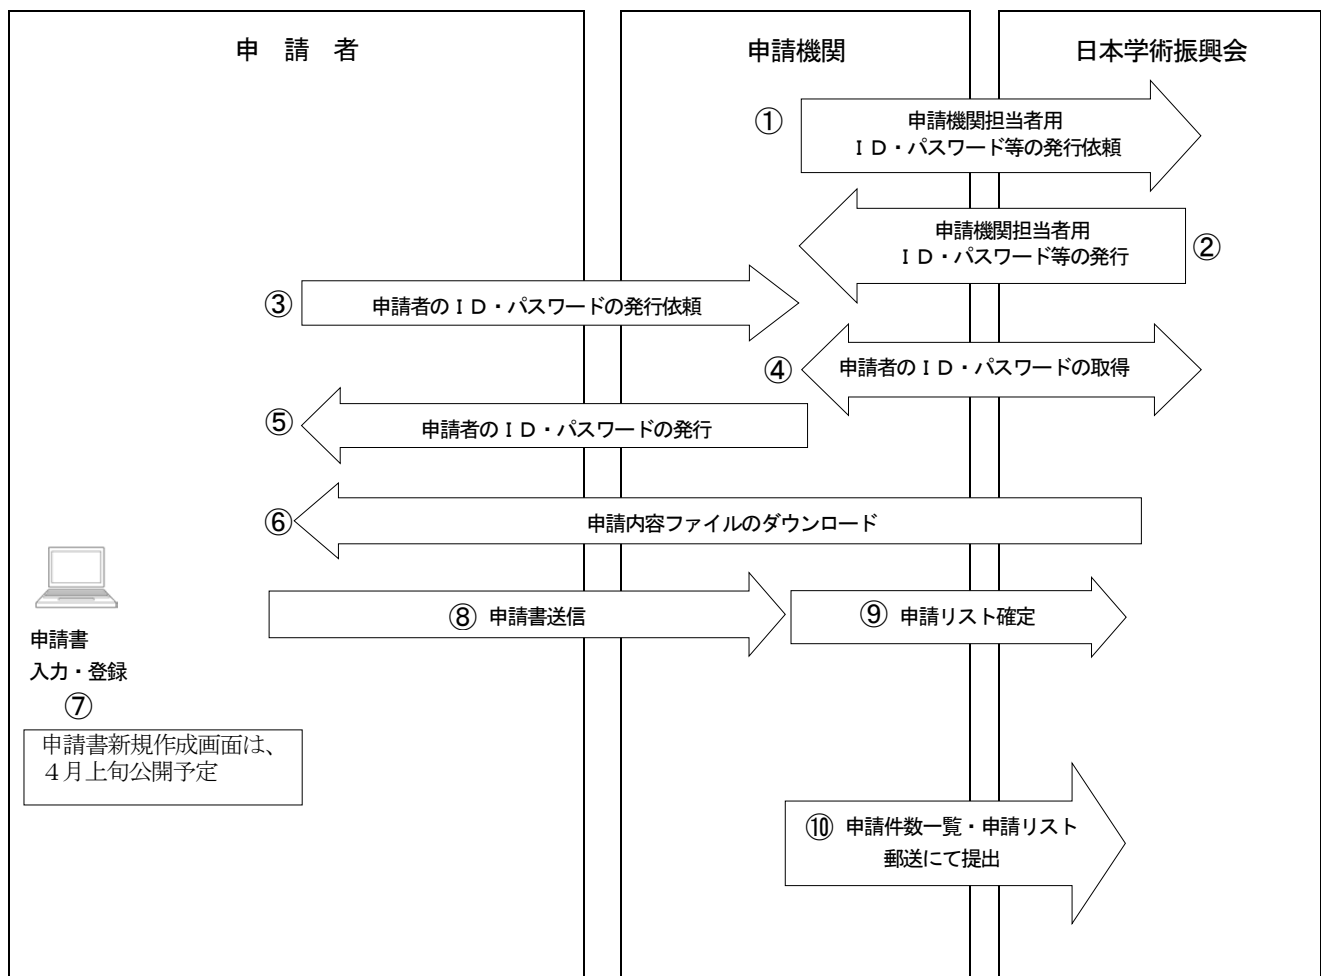 申 請 者
申請機関
日本学術振興会
①
申請機関担当者用
ＩＤ・パスワード等の発行依頼
申請機関担当者用
ＩＤ・パスワード等の発行
②
③
申請者のＩＤ・パスワードの発行依頼
④
申請者のＩＤ・パスワードの取得
⑤
申請者のＩＤ・パスワードの発行
⑥
申請内容ファイルのダウンロード
⑧ 申請書送信
⑨ 申請リスト確定
申請書
入力・登録
⑦
申請書新規作成画面は、
４月上旬公開予定
⑩ 申請件数一覧・申請リスト
郵送にて提出